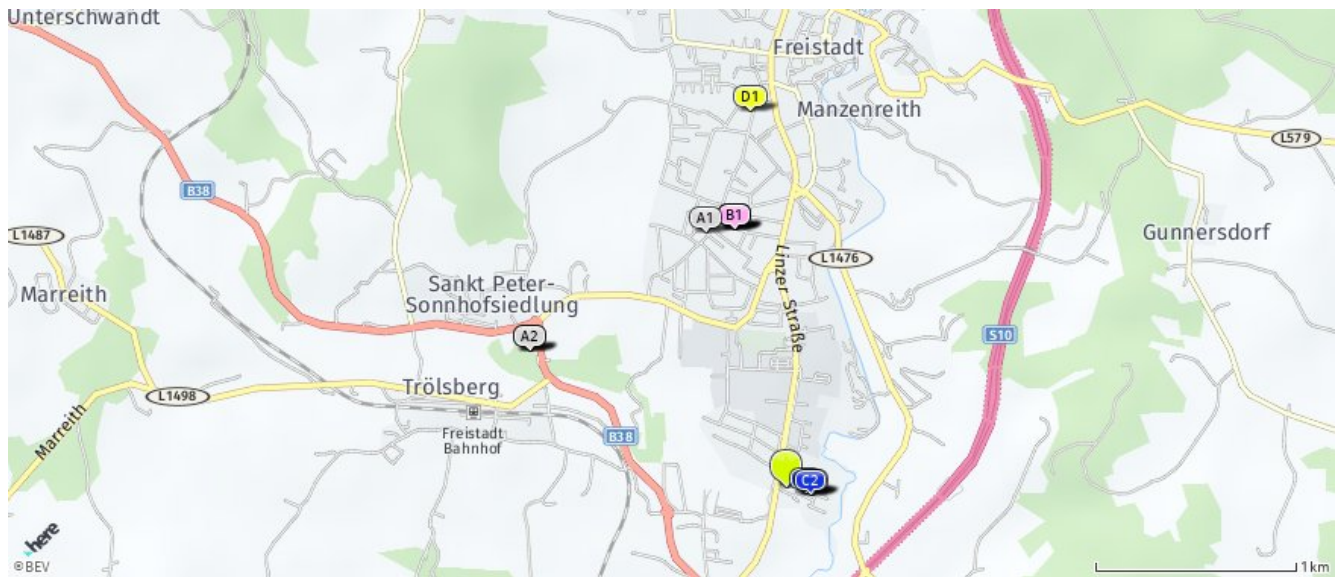 Unterschwandt
Freistadt
D1
Manzenreith
L579
B38
A1
B1
L1487
Gunnersdorf
L1476
Marreith
Sankt Peter-
Sonnhofsiedlung
Linzer Straße
A2
S10
Trölsberg
L1498
Marreith
Freistadt
Bahnhof
B38
C2
here
©BEV
1km